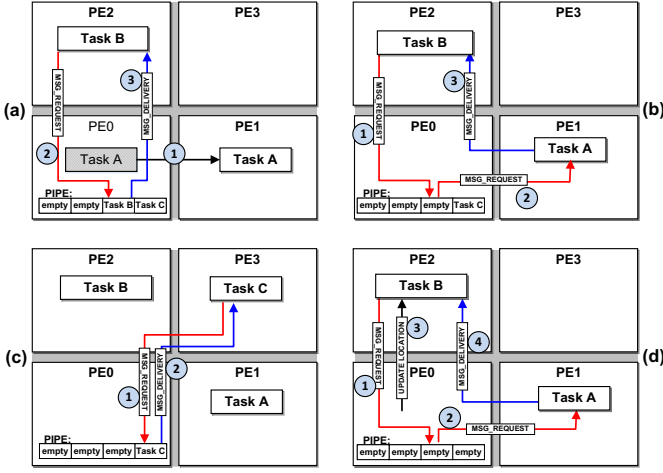 PE2
PE3
Task B
3
MSG_REQUEST
MSG_DELIVERY
(a)
PE0
PE1
2
Task A
1
Task A
PIPE:
empty empty Task B Task C
PE2
PE3
Task B
3
MSG_REQUEST
MSG_DELIVERY
(b)
PE0
PE1
1
Task A
MSG_REQUEST
2
PIPE:
empty empty empty Task C
PE2
PE3
Task B
Task C
(c)
MSG_REQUEST
MSG_DELIVERY
2
PE0
PE1
1
Task A
PIPE:
empty empty empty Task C
PE2
PE3
Task B
3
4
MSG_REQUEST
UPDATE LOCATION
MSG_DELIVERY
(d)
PE0
PE1
1
Task A
2
MSG_REQUEST
PIPE:
empty empty empty empty